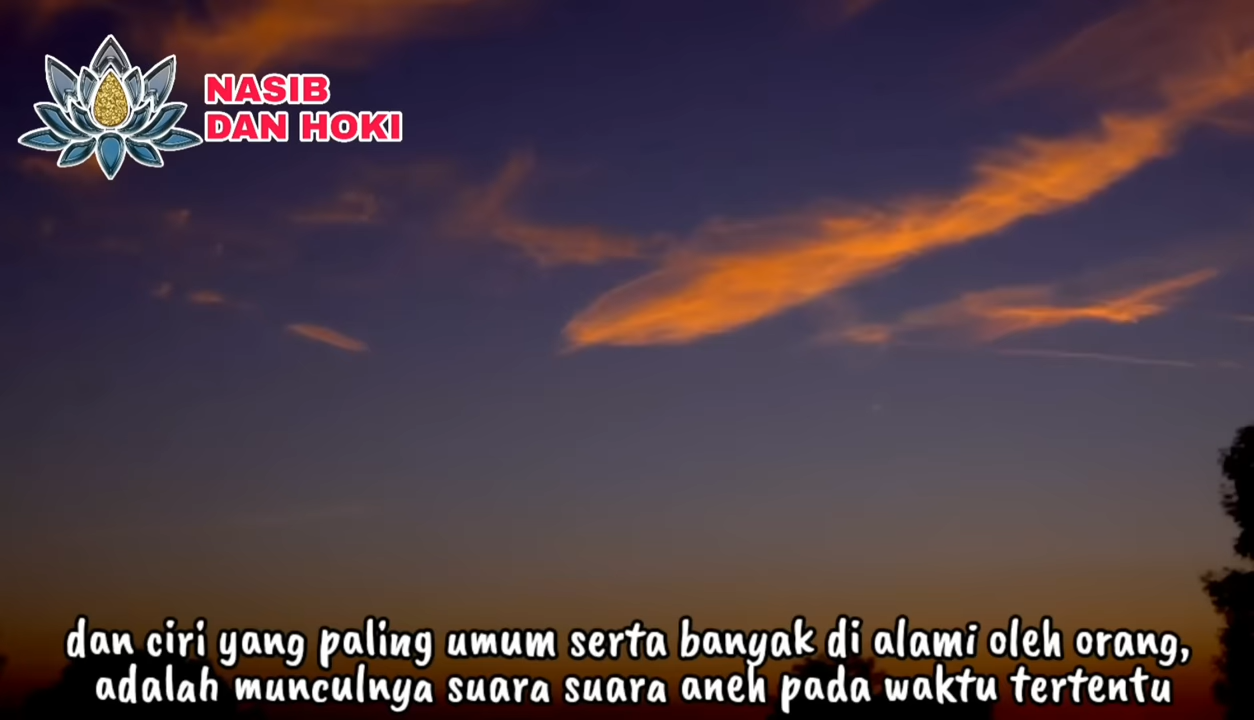 NASIB
DAN HOKI
dan ciri yang paling umum serta banyak di alami oleh orang,
adalah munculnya suara suara aneh pada waktu tertentu